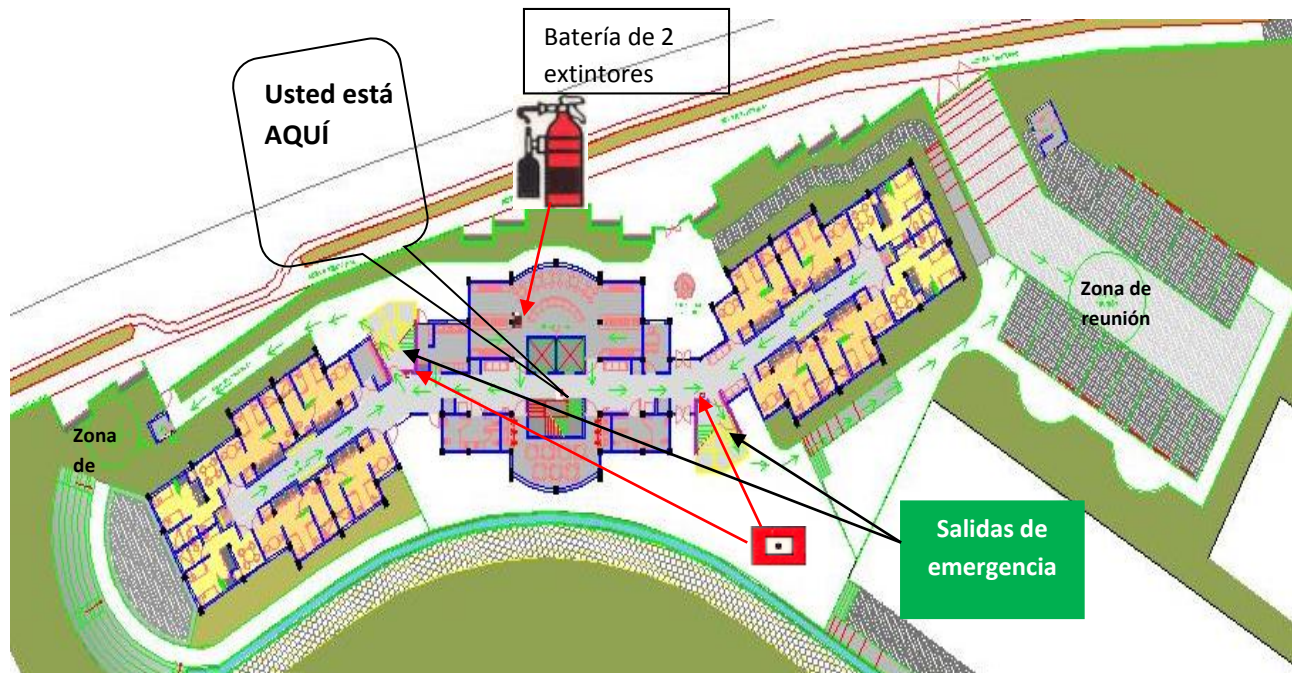 Batería de 2
extintores
Usted está
AQUÍ
Zona de
reunión
Zona
de
Salidas de
emergencia